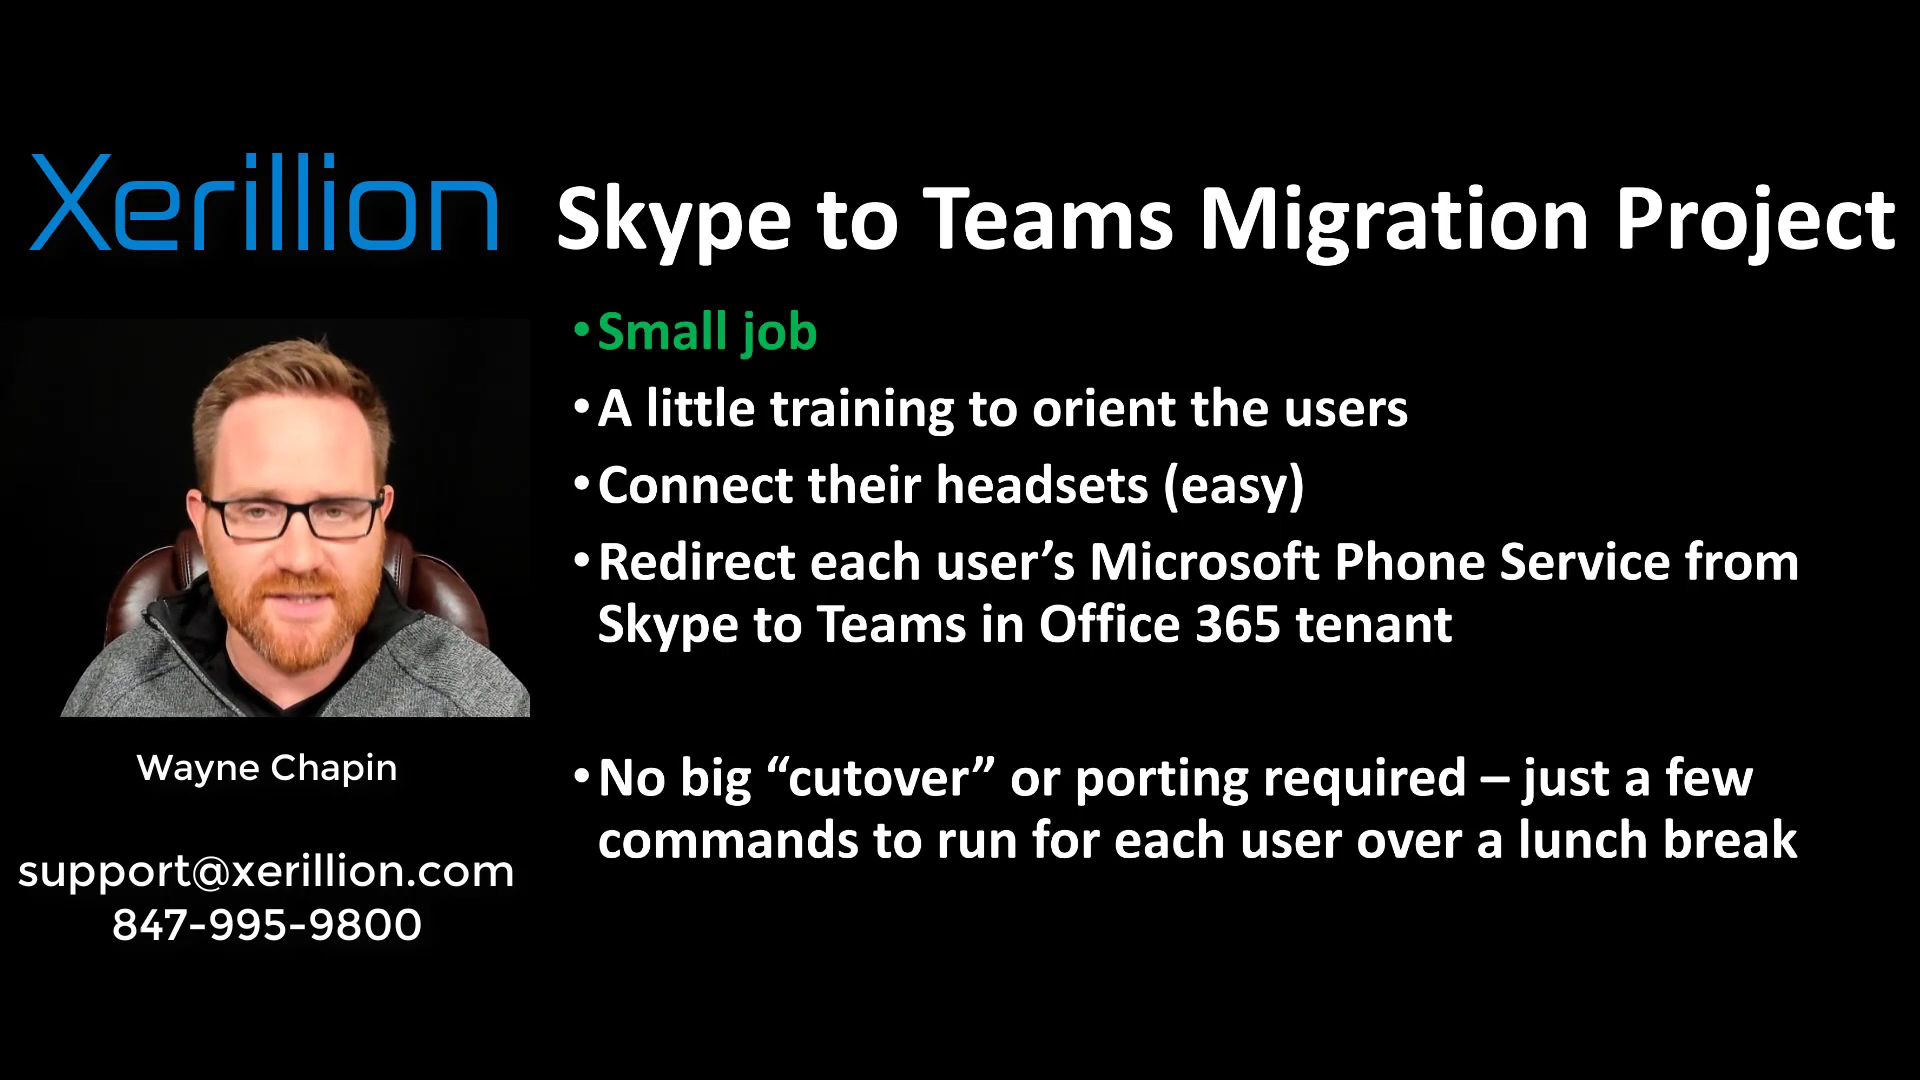 Xerillion
Skype to Teams Migration Project
•Small job
•A little training to orient the users
•Connect their headsets (easy)
•Redirect each user’s Microsoft Phone Service from
Skype to Teams in Office 365 tenant
•No big “cutover” or porting required – just a few
commands to run for each user over a lunch break
Wayne Chapin
support@xerillion.com
847-995-9800